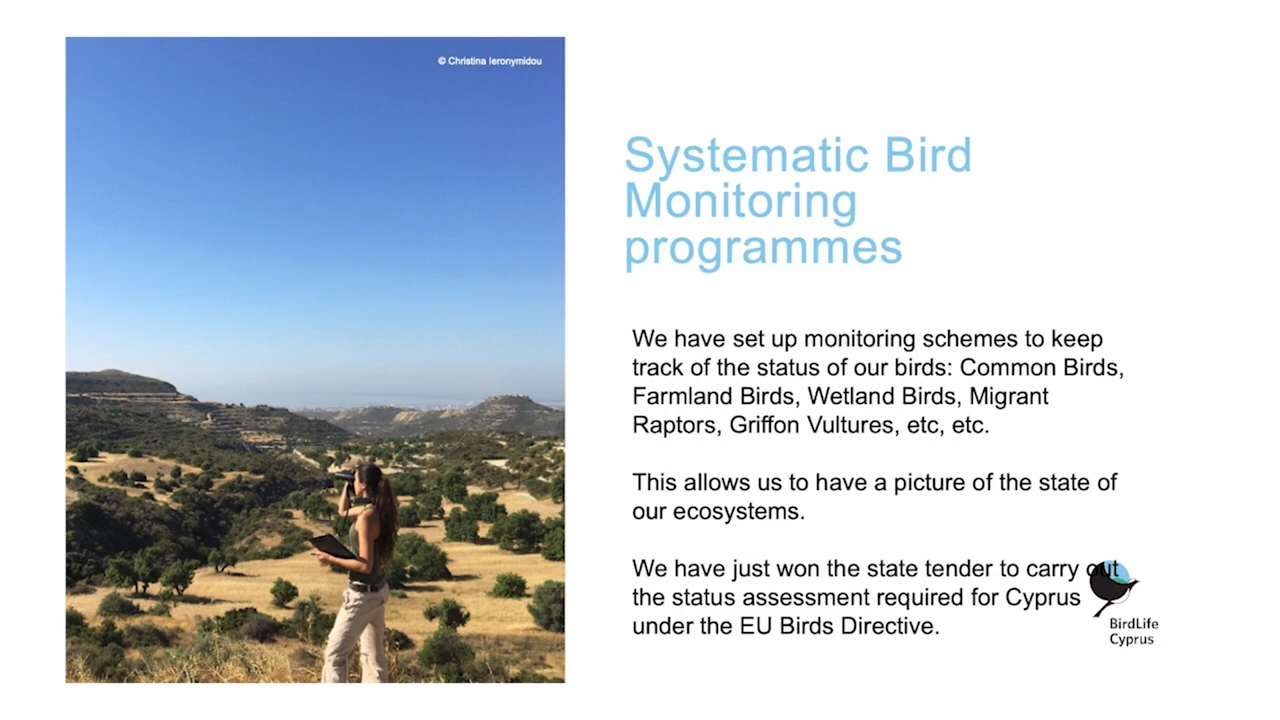 © Christina Ieronymidou
Systematic Bird
Monitoring
programmes
We have set up monitoring schemes to keep
track of the status of our birds: Common Birds,
Farmland Birds, Wetland Birds, Migrant
Raptors, Griffon Vultures, etc, etc.
This allows us to have a picture of the state of
our ecosystems.
We have just won the state tender to carry out
the status assessment required for Cyprus
under the EU Birds Directive.
BirdLife
Cyprus